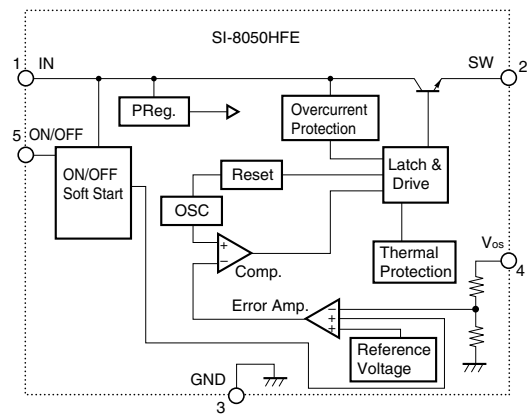 SI-8050HFE
1 IN
SW 2
PReg.
Overcurrent
Protection
5 ON/OFF
ON/OFF
Soft Start
Latch &
Drive
Reset
OSC
+
−
Comp.
Thermal
Protection
Vos
4
Error Amp.
−
+
+
Reference
Voltage
GND
3